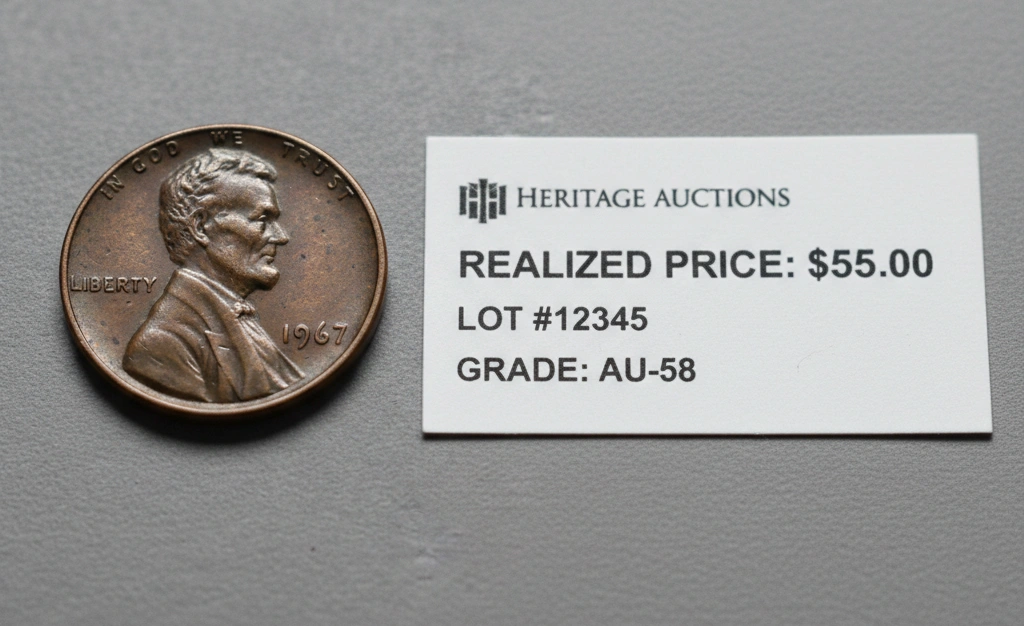 IN GOD WE TRUST
LIBERTY
1967
HERITAGE AUCTIONS
REALIZED PRICE: $55.00
LOT #12345
GRADE: AU-58